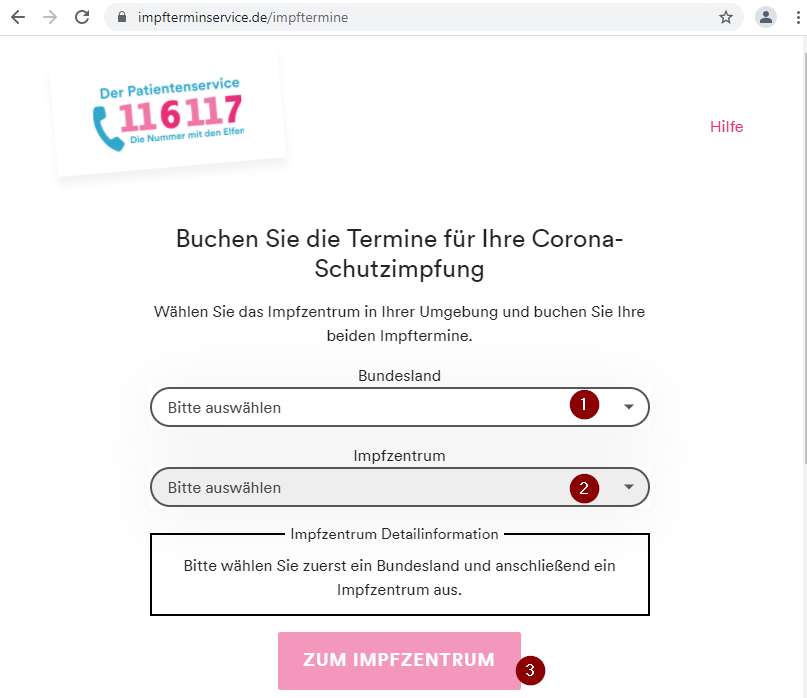 impfterminservice.de/impftermine
Der Patientenservice
116117
Die Nummer mit den Elfen
Hilfe
Buchen Sie die Termine für Ihre Corona-
Schutzimpfung
Wählen Sie das Impfzentrum in Ihrer Umgebung und buchen Sie Ihre
beiden Impftermine.
Bundesland
Bitte auswählen
1
Impfzentrum
Bitte auswählen
2
Impfzentrum Detailinformation
Bitte wählen Sie zuerst ein Bundesland und anschließend ein
Impfzentrum aus.
ZUM IMPFZENTRUM
3